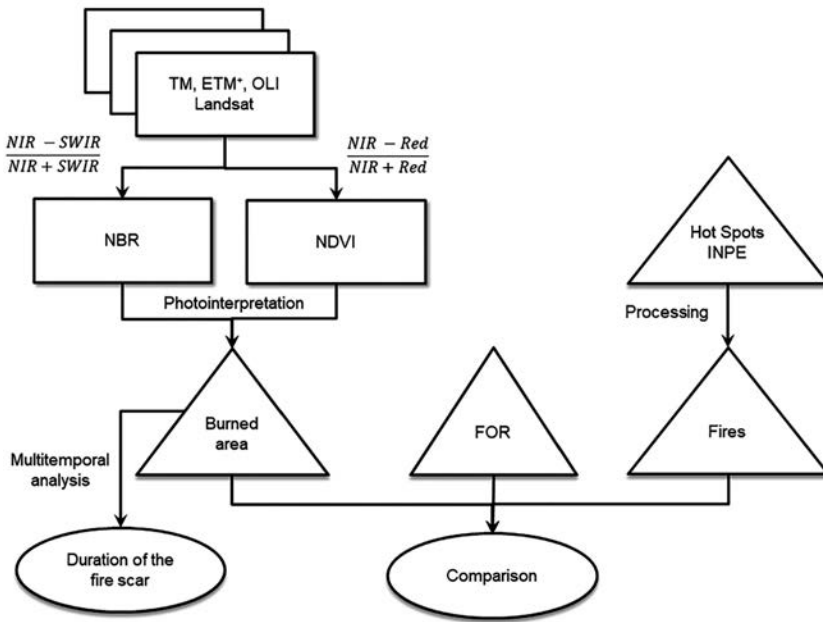 TM, ETM⁺, OLI
Landsat
NIR − SWIR
NIR + SWIR
NIR − Red
NIR + Red
NBR
NDVI
Hot Spots
INPE
Photointerpretation
Processing
Burned
area
FOR
Fires
Multitemporal
analysis
Duration of the
fire scar
Comparison